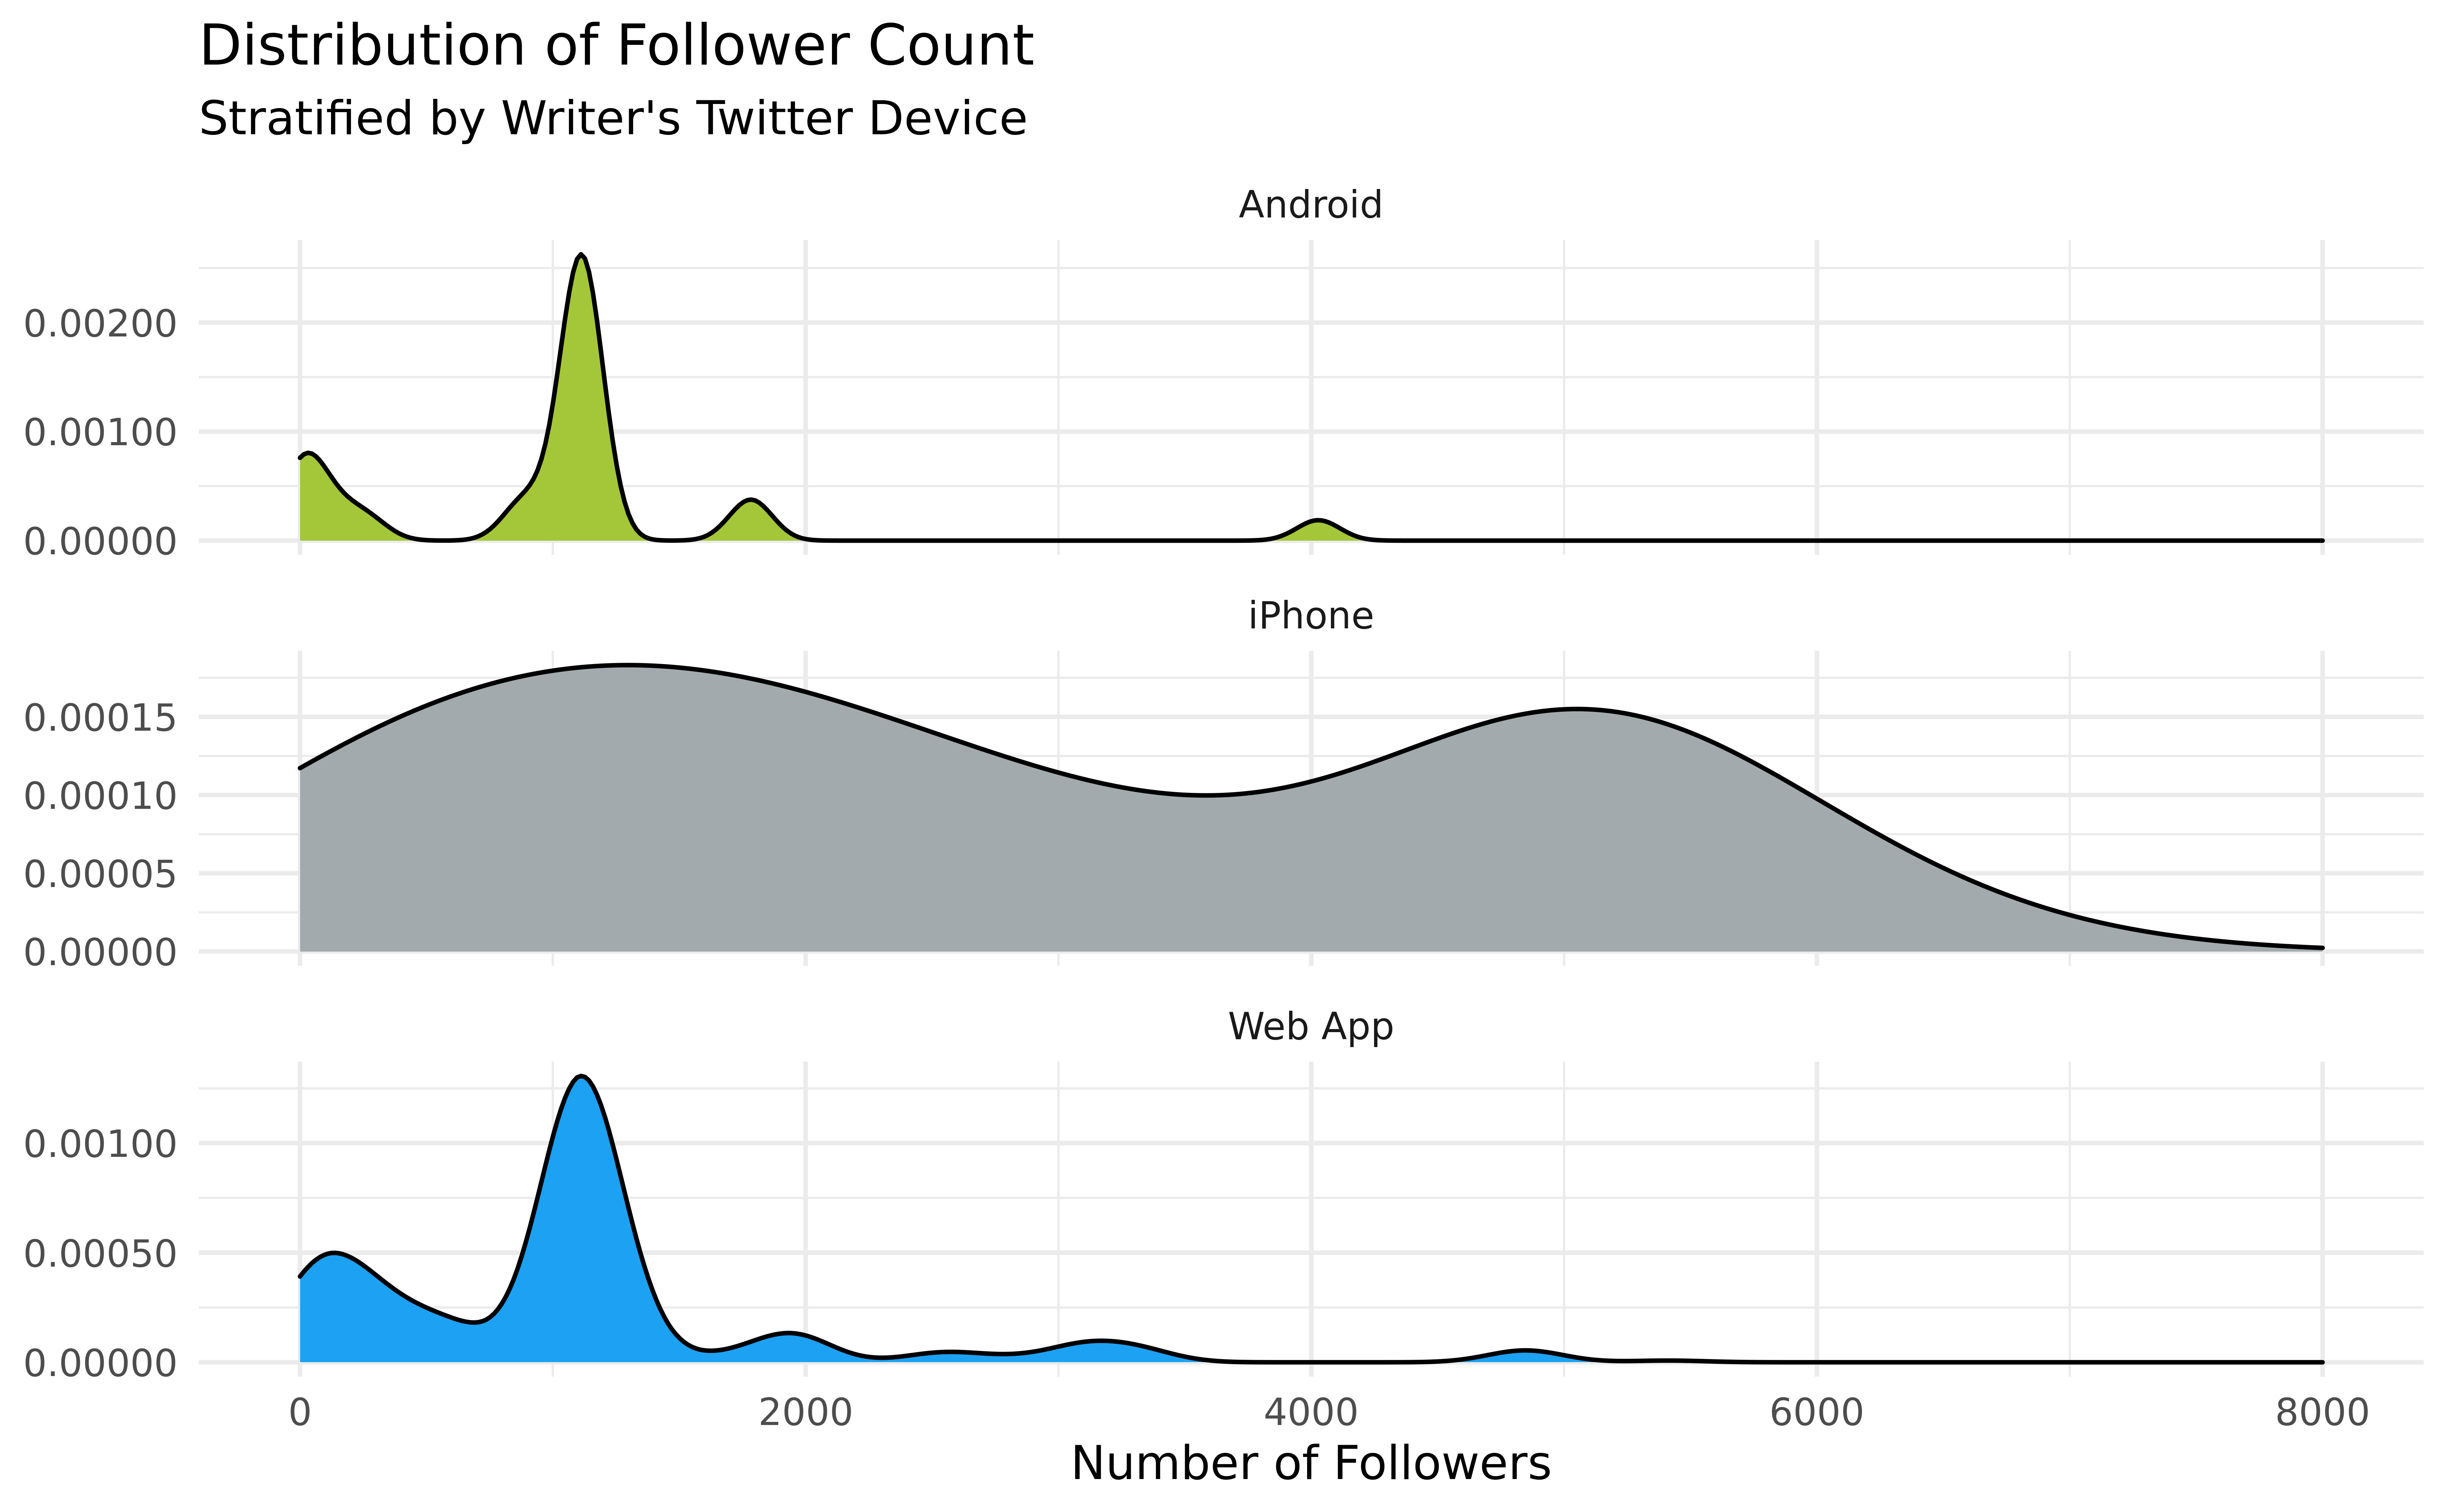 Distribution of Follower Count
Stratified by Writer's Twitter Device
Android
0.00200
0.00100
0.00000
iPhone
0.00015
0.00010
0.00005
0.00000
Web App
0.00100
0.00050
0.00000
0 2000 4000 6000 8000
Number of Followers